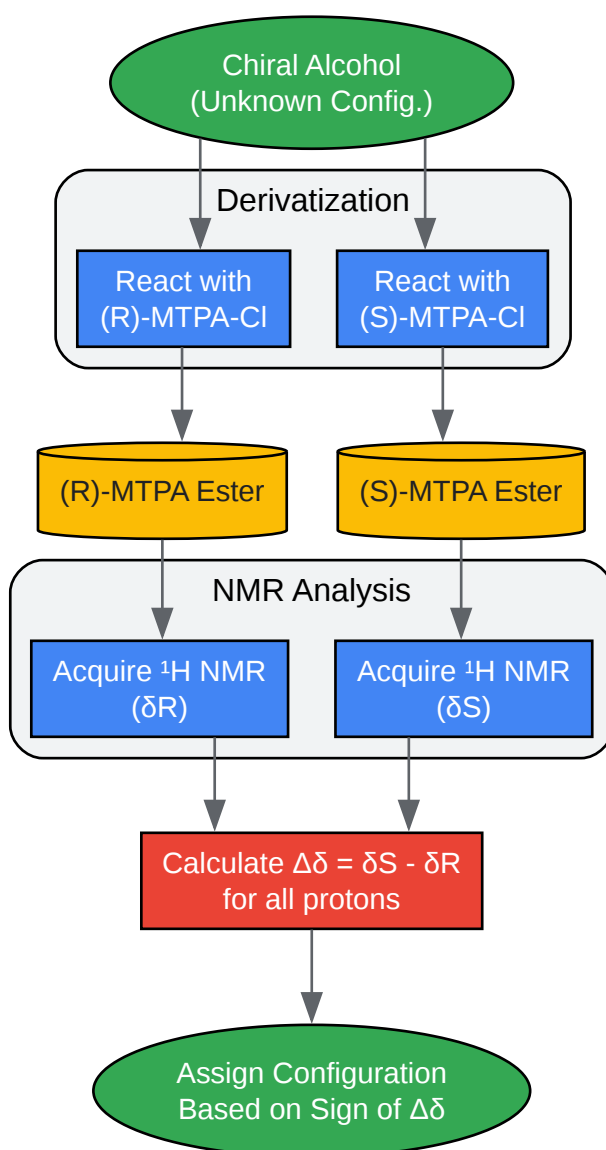 Chiral Alcohol
(Unknown Config.)
Derivatization
React with
(R)-MTPA-Cl
React with
(S)-MTPA-Cl
(R)-MTPA Ester
(S)-MTPA Ester
NMR Analysis
Acquire ¹H NMR
(δR)
Acquire ¹H NMR
(δS)
Calculate Δδ = δS - δR
for all protons
Assign Configuration
Based on Sign of Δδ